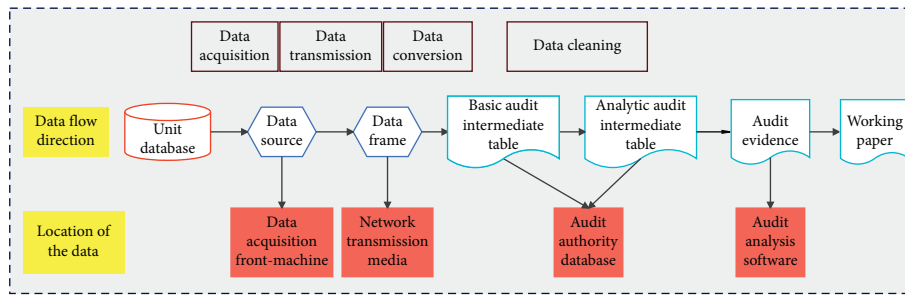 Data
acquisition
Data
transmission
Data
conversion
Data cleaning
Data flow
direction
Unit
database
Data
source
Data
frame
Basic audit
intermediate
table
Analytic audit
intermediate
table
Audit
evidence
Working
paper
Location of
the data
Data
acquisition
front-machine
Network
transmission
media
Audit
authority
database
Audit
analysis
software